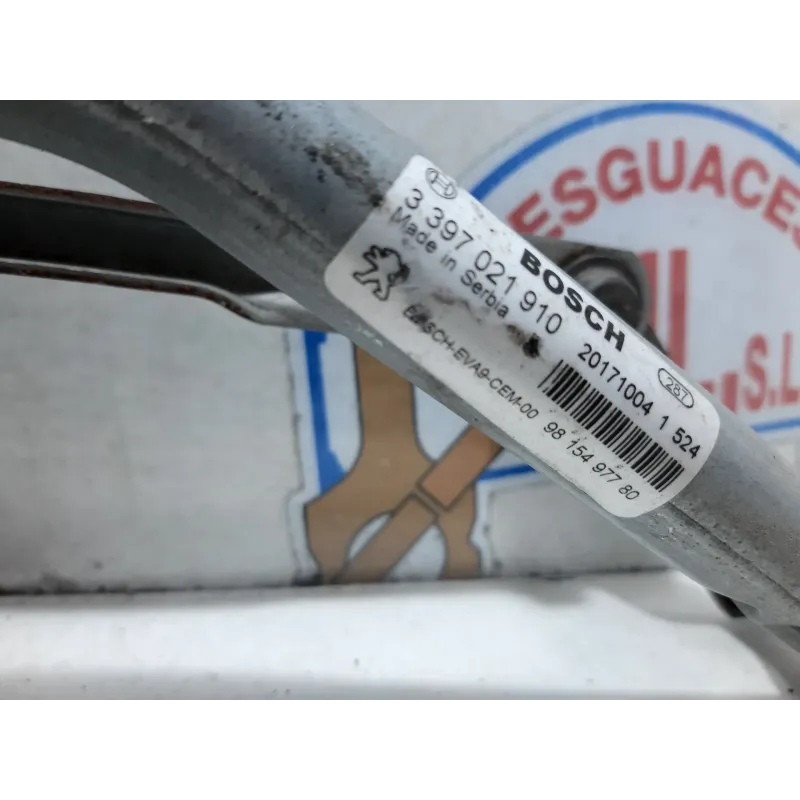 BOSCH
3 397 021 910
Made in Serbia
20171004 1 524
281
BOSCH-EVA9-CEM-00
98 154 977 80
ESGUACES
L., S.L